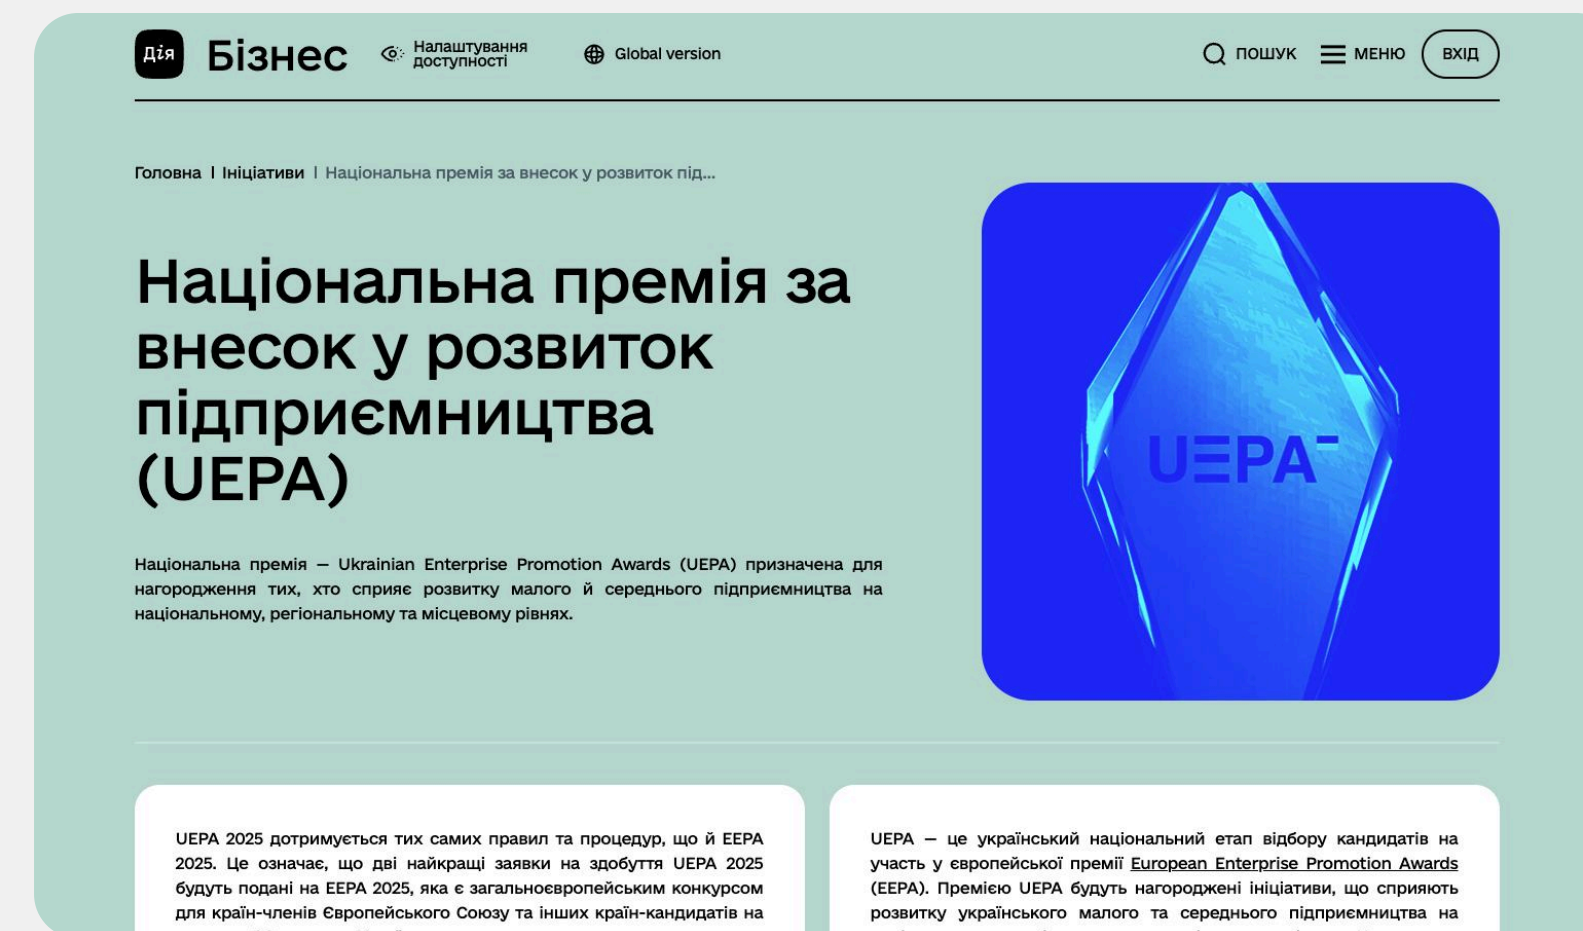 Дія
Бізнес
Налаштування
доступності
Global version
ПОШУК
МЕНЮ
ВХІД
Головна | Ініціативи | Національна премія за внесок у розвиток під...
Національна премія за
внесок у розвиток
підприємництва
(UEPA)
Національна премія — Ukrainian Enterprise Promotion Awards (UEPA) призначена для
нагородження тих, хто сприяє розвитку малого й середнього підприємництва на
національному, регіональному та місцевому рівнях.
UEPA
UEPA 2025 дотримується тих самих правил та процедур, що й EEPA
2025. Це означає, що дві найкращі заявки на здобуття UEPA 2025
будуть подані на EEPA 2025, яка є загальноєвропейським конкурсом
для країн-членів Європейського Союзу та інших країн-кандидатів на
UEPA — це український національний етап відбору кандидатів на
участь у європейської премії European Enterprise Promotion Awards
(EEPA). Премією UEPA будуть нагороджені ініціативи, що сприяють
розвитку українського малого та середнього підприємництва на